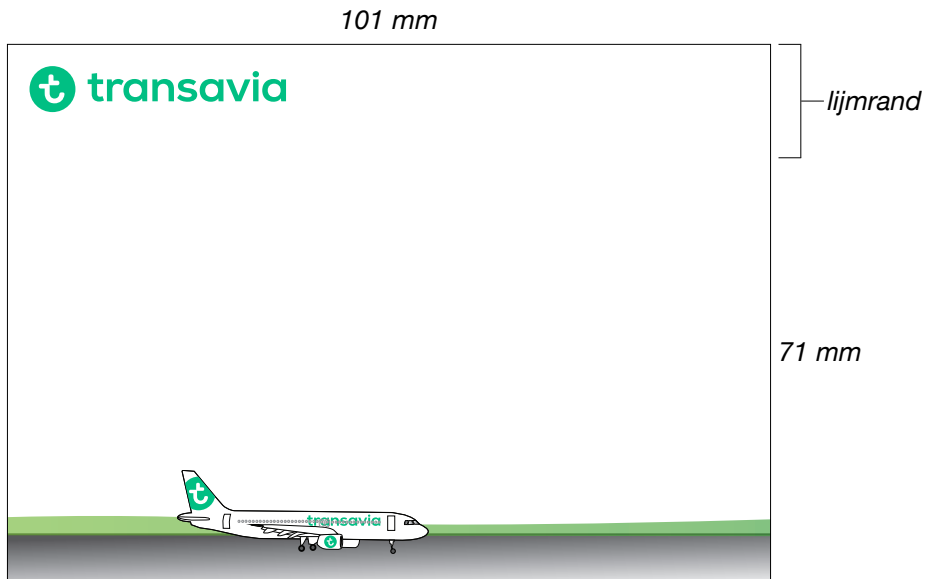 101 mm
t transavia
lijmrand
71 mm
t
transavia
t